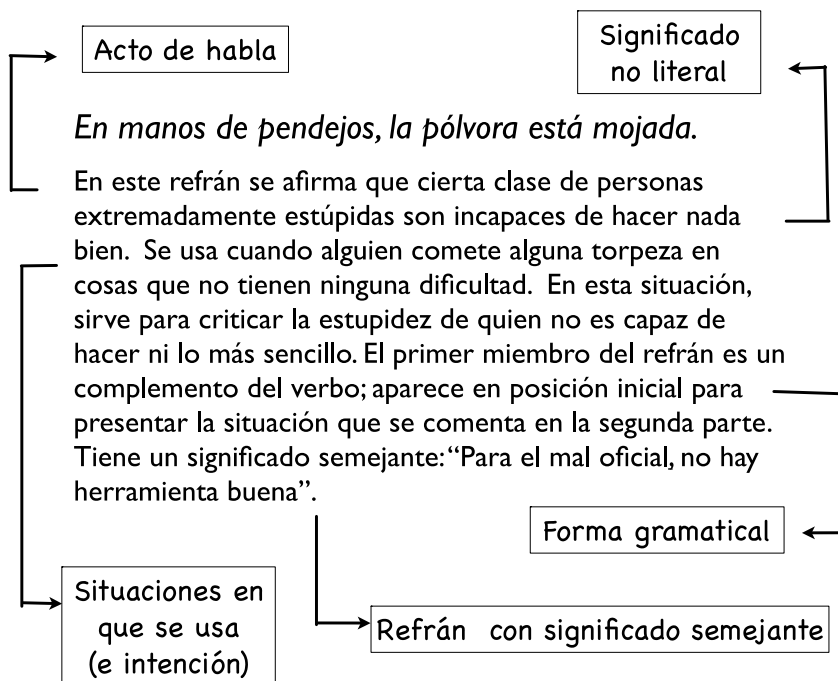 Acto de habla
Significado
no literal
En manos de pendejos, la pólvora está mojada.
En este refrán se afirma que cierta clase de personas
extremadamente estúpidas son incapaces de hacer nada
bien. Se usa cuando alguien comete alguna torpeza en
cosas que no tienen ninguna dificultad. En esta situación,
sirve para criticar la estupidez de quien no es capaz de
hacer ni lo más sencillo. El primer miembro del refrán es un
complemento del verbo; aparece en posición inicial para
presentar la situación que se comenta en la segunda parte.
Tiene un significado semejante: “Para el mal oficial, no hay
herramienta buena”.
Forma gramatical
Situaciones en
que se usa
(e intención)
Refrán con significado semejante